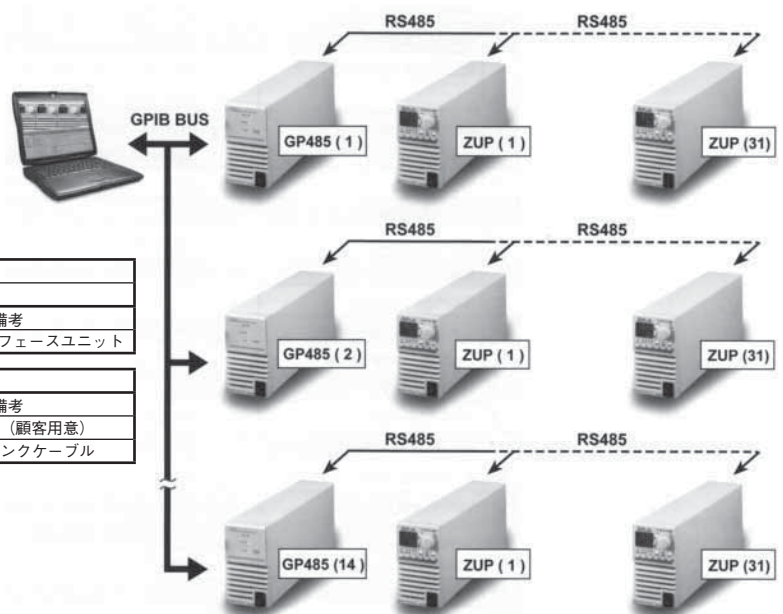 RS485 RS485
GPIB BUS
GP485 ( 1 ) ZUP ( 1 ) ZUP (31)
RS485 RS485
備考
フェースユニット
GP485 ( 2 ) ZUP ( 1 ) ZUP (31)
備考
（顧客用意）
ンクケーブル
RS485 RS485
GP485 (14 ) ZUP ( 1 ) ZUP (31)